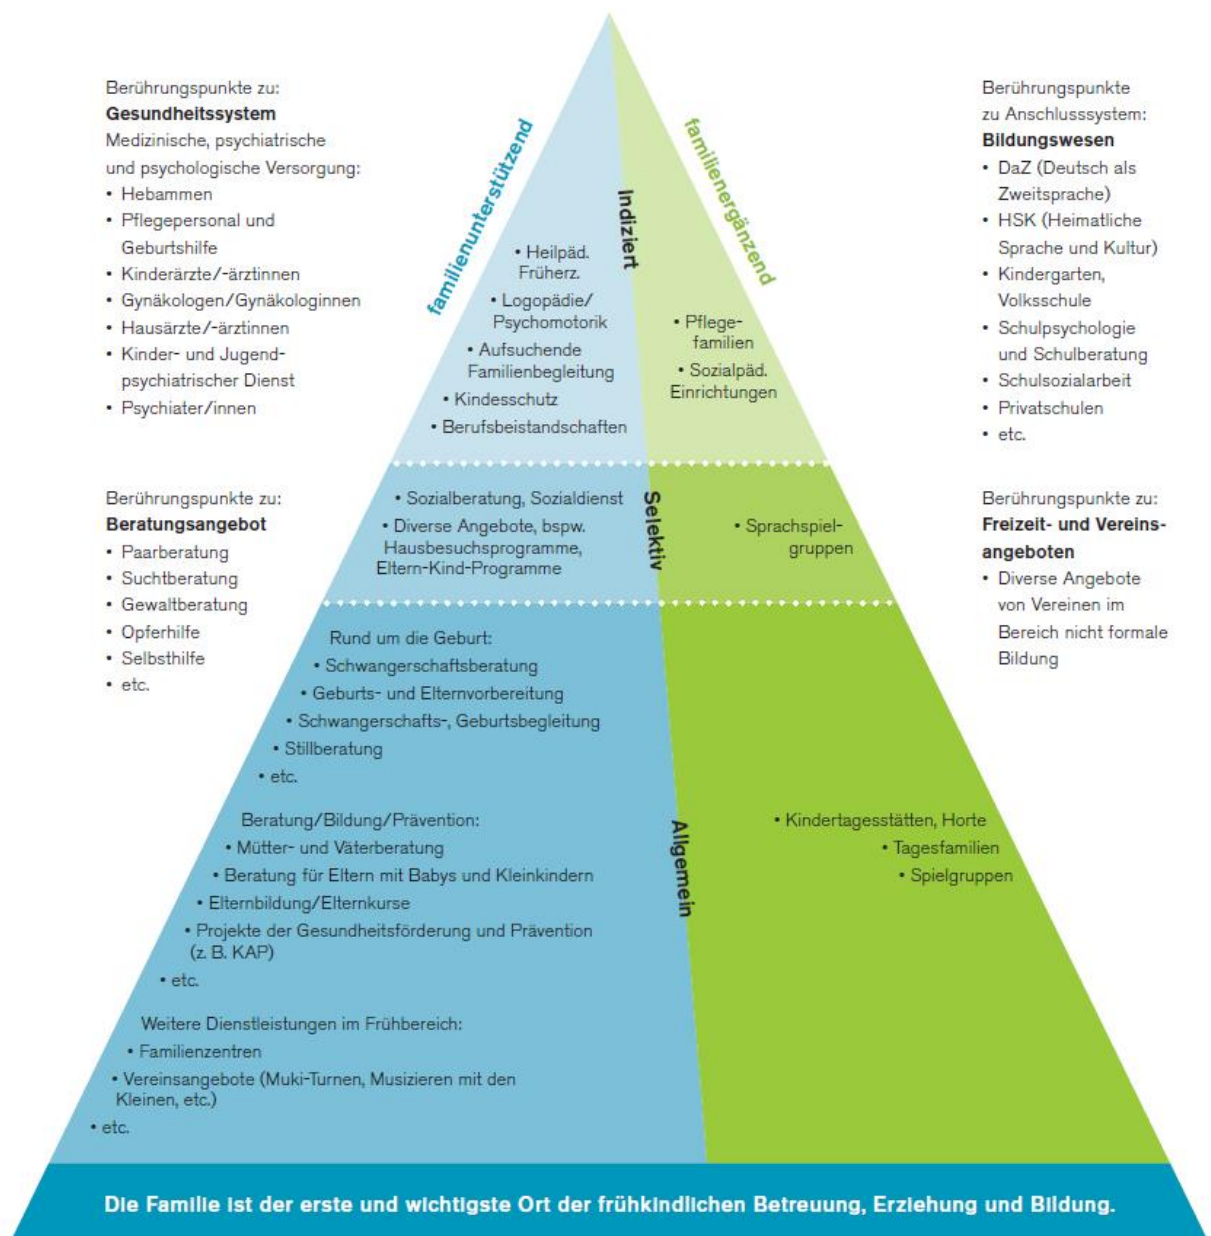 Berührungspunkte zu:
Gesundheitssystem
Medizinische, psychiatrische
und psychologische Versorgung:
• Hebammen
• Pflegepersonal und
Geburtshilfe
• Kinderärzte/-ärztinnen
• Gynäkologen/Gynäkologinnen
• Hausärzte/-ärztinnen
• Kinder- und Jugend-
psychiatrischer Dienst
• Psychiater/innen
Berührungspunkte zu:
Beratungsangebot
• Paarberatung
• Suchtberatung
• Gewaltberatung
• Opferhilfe
• Selbsthilfe
• etc.
familienunterstützend
familienergänzend
Indiziert
• Heilpäd.
Früherz.
• Logopädie/
Psychomotorik
• Aufsuchende
Familienbegleitung
• Kindesschutz
• Berufsbeistandschaften
• Pflege-
familien
• Sozialpäd.
Einrichtungen
Selektiv
• Sozialberatung, Sozialdienst
• Diverse Angebote, bspw.
Hausbesuchsprogramme,
Eltern-Kind-Programme
• Sprachspiel-
gruppen
Allgemein
Rund um die Geburt:
• Schwangerschaftsberatung
• Geburts- und Elternvorbereitung
• Schwangerschafts-, Geburtsbegleitung
• Stillberatung
• etc.
Beratung/Bildung/Prävention:
• Mütter- und Väterberatung
• Beratung für Eltern mit Babys und Kleinkindern
• Elternbildung/Elternkurse
• Projekte der Gesundheitsförderung und Prävention
(z. B. KAP)
• etc.
Weitere Dienstleistungen im Frühbereich:
• Familienzentren
• Vereinsangebote (Muki-Turnen, Musizieren mit den
Kleinen, etc.)
• etc.
• Kindertagesstätten, Horte
• Tagesfamilien
• Spielgruppen
Berührungspunkte
zu Anschlusssystem:
Bildungswesen
• DaZ (Deutsch als
Zweitsprache)
• HSK (Heimatliche
Sprache und Kultur)
• Kindergarten,
Volksschule
• Schulpsychologie
und Schulberatung
• Schulsozialarbeit
• Privatschulen
• etc.
Berührungspunkte zu:
Freizeit- und Vereins-
angeboten
• Diverse Angebote
von Vereinen im
Bereich nicht formale
Bildung
Die Familie ist der erste und wichtigste Ort der frühkindlichen Betreuung, Erziehung und Bildung.